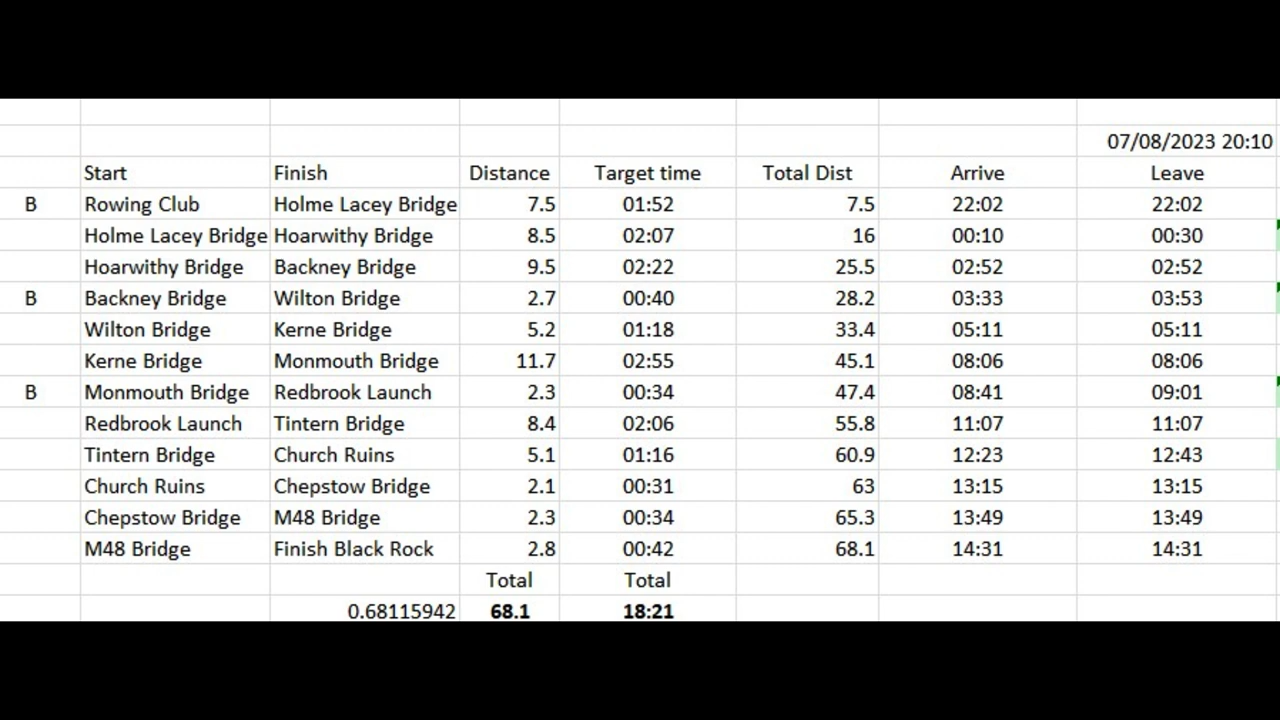 07/08/2023 20:10
Start Finish Distance Target time Total Dist Arrive Leave
B Rowing Club Holme Lacey Bridge 7.5 01:52 7.5 22:02 22:02
Holme Lacey Bridge Hoarwithy Bridge 8.5 02:07 16 00:10 00:30
Hoarwithy Bridge Backney Bridge 9.5 02:22 25.5 02:52 02:52
B Backney Bridge Wilton Bridge 2.7 00:40 28.2 03:33 03:53
Wilton Bridge Kerne Bridge 5.2 01:18 33.4 05:11 05:11
Kerne Bridge Monmouth Bridge 11.7 02:55 45.1 08:06 08:06
B Monmouth Bridge Redbrook Launch 2.3 00:34 47.4 08:41 09:01
Redbrook Launch Tintern Bridge 8.4 02:06 55.8 11:07 11:07
Tintern Bridge Church Ruins 5.1 01:16 60.9 12:23 12:43
Church Ruins Chepstow Bridge 2.1 00:31 63 13:15 13:15
Chepstow Bridge M48 Bridge 2.3 00:34 65.3 13:49 13:49
M48 Bridge Finish Black Rock 2.8 00:42 68.1 14:31 14:31
Total Total
0.68115942 68.1 18:21